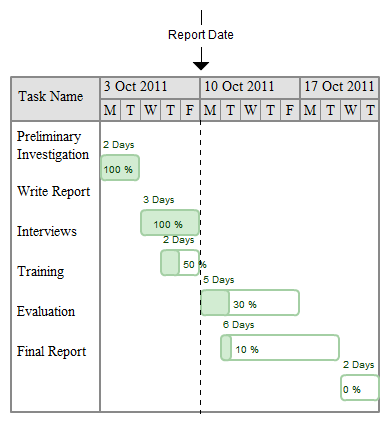 Report Date
Task Name
3 Oct 2011
10 Oct 2011
17 Oct 2011
M T W T F M T W T F M T W T
Preliminary
Investigation
2 Days
100 %
Write Report
3 Days
100 %
Interviews
2 Days
50 %
Training
5 Days
30 %
Evaluation
6 Days
10 %
Final Report
2 Days
0 %